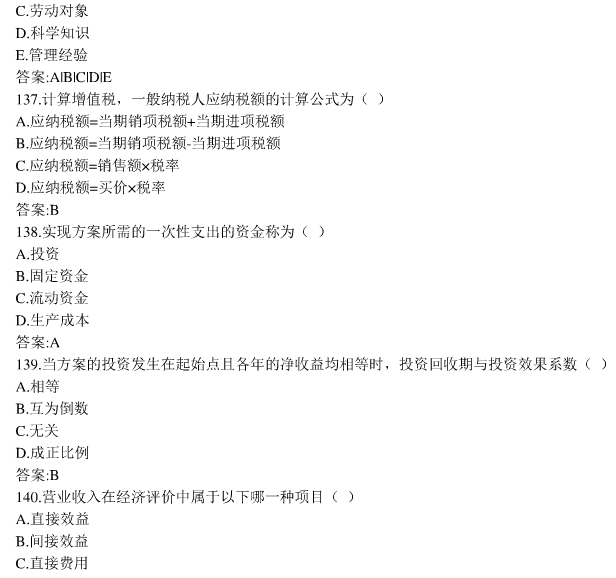 C.劳动对象
D.科学知识
E.管理经验
答案:A|B|C|D|E
137.计算增值税，一般纳税人应纳税额的计算公式为（  ）
A.应纳税额=当期销项税额+当期进项税额
B.应纳税额=当期销项税额-当期进项税额
C.应纳税额=销售额×税率
D.应纳税额=买价×税率
答案:B
138.实现方案所需的一次性支出的资金称为（  ）
A.投资
B.固定资金
C.流动资金
D.生产成本
答案:A
139.当方案的投资发生在起始点且各年的净收益均相等时，投资回收期与投资效果系数（  ）
A.相等
B.互为倒数
C.无关
D.成正比例
答案:B
140.营业收入在经济评价中属于以下哪一种项目（  ）
A.直接效益
B.间接效益
C.直接费用